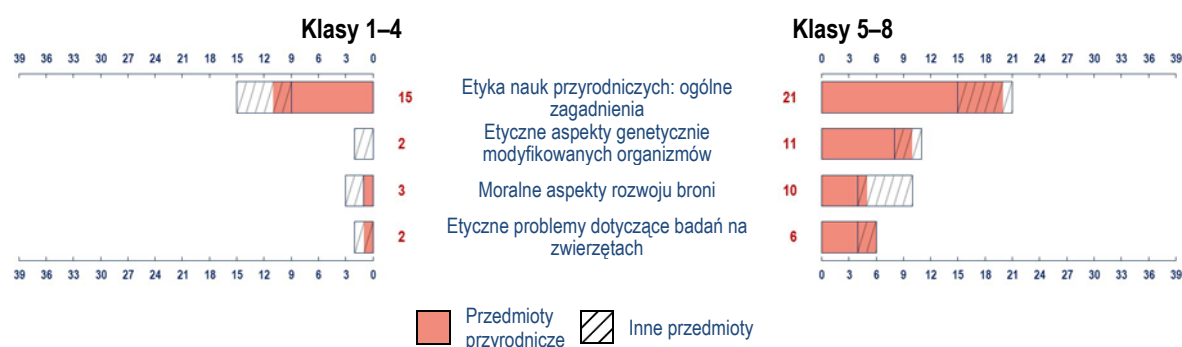 Klasy 1–4
Klasy 5–8
39 36 33 30 27 24 21 18 15 12 9 6 3 0
0 3 6 9 12 15 18 21 24 27 30 33 36 39
15
Etyka nauk przyrodniczych: ogólne
zagadnienia
21
2
Etyczne aspekty genetycznie
modyfikowanych organizmów
11
3
Moralne aspekty rozwoju broni
10
2
Etyczne problemy dotyczące badań na
zwierzętach
6
39 36 33 30 27 24 21 18 15 12 9 6 3 0
0 3 6 9 12 15 18 21 24 27 30 33 36 39
Przedmioty
przyrodnicze
Inne przedmioty